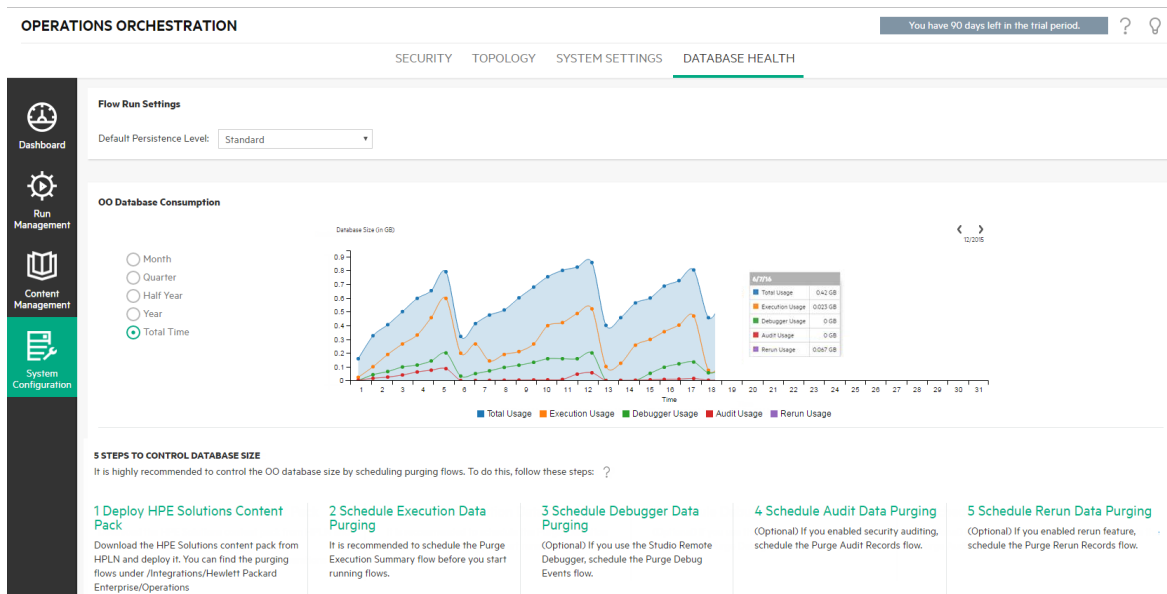 OPERATIONS ORCHESTRATION
You have 90 days left in the trial period.
?
SECURITY TOPOLOGY SYSTEM SETTINGS DATABASE HEALTH
Dashboard
Run
Management
Content
Management
System
Configuration
Flow Run Settings
Default Persistence Level: Standard
OO Database Consumption
Month
Quarter
Half Year
Year
Total Time
Database Size (in GB)
12/2015
0.9
0.8
0.7
0.6
0.5
0.4
0.3
0.2
0.1
0
1 2 3 4 5 6 7 8 9 10 11 12 13 14 15 16 17 18 19 20 21 22 23 24 25 26 27 28 29 30 31
Time
6/7/16
Total Usage 0.42 GB
Execution Usage 0.023 GB
Debugger Usage 0 GB
Audit Usage 0 GB
Rerun Usage 0.067 GB
Total Usage Execution Usage Debugger Usage Audit Usage Rerun Usage
5 STEPS TO CONTROL DATABASE SIZE
It is highly recommended to control the OO database size by scheduling purging flows. To do this, follow these steps: ?
1 Deploy HPE Solutions Content
Pack
Download the HPE Solutions content pack from
HPLN and deploy it. You can find the purging
flows under /Integrations/Hewlett Packard
Enterprise/Operations
2 Schedule Execution Data
Purging
It is recommended to schedule the Purge
Execution Summary flow before you start
running flows.
3 Schedule Debugger Data
Purging
(Optional) If you use the Studio Remote
Debugger, schedule the Purge Debug
Events flow.
4 Schedule Audit Data Purging
(Optional) If you enabled security auditing,
schedule the Purge Audit Records flow.
5 Schedule Rerun Data Purging
(Optional) If you enabled rerun feature,
schedule the Purge Rerun Records flow.